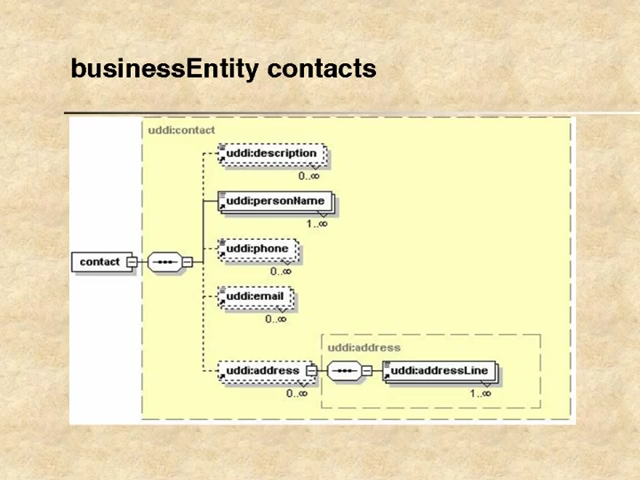 businessEntity contacts
uddi:contact
uddi:description
0..∞
uddi:personName
1..∞
uddi:phone
0..∞
contact
uddi:email
0..∞
uddi:address
uddi:address
uddi:addressLine
0..∞
1..∞